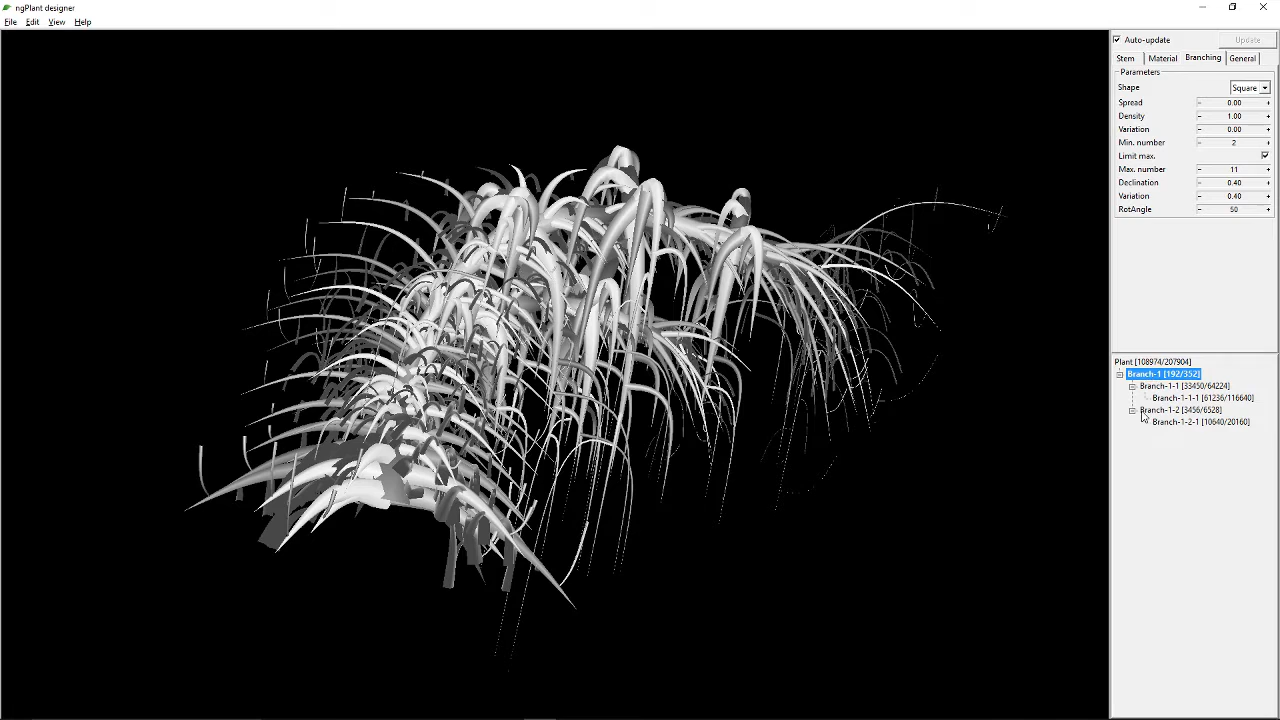 ngPlant designer
File Edit View Help
Auto-update Update
Stem Material Branching General
Parameters
Shape Square
Spread - 0.00 +
Density - 1.00 +
Variation - 0.00 +
Min. number - 2 +
Limit max.
Max. number - 11 +
Declination - 0.40 +
Variation - 0.40 +
RotAngle - 50 +
Plant [108974/207904]
Branch-1 [192/352]
Branch-1-1 [33450/64224]
Branch-1-1-1 [61236/116640]
Branch-1-2 [3456/6528]
Branch-1-2-1 [10640/20160]